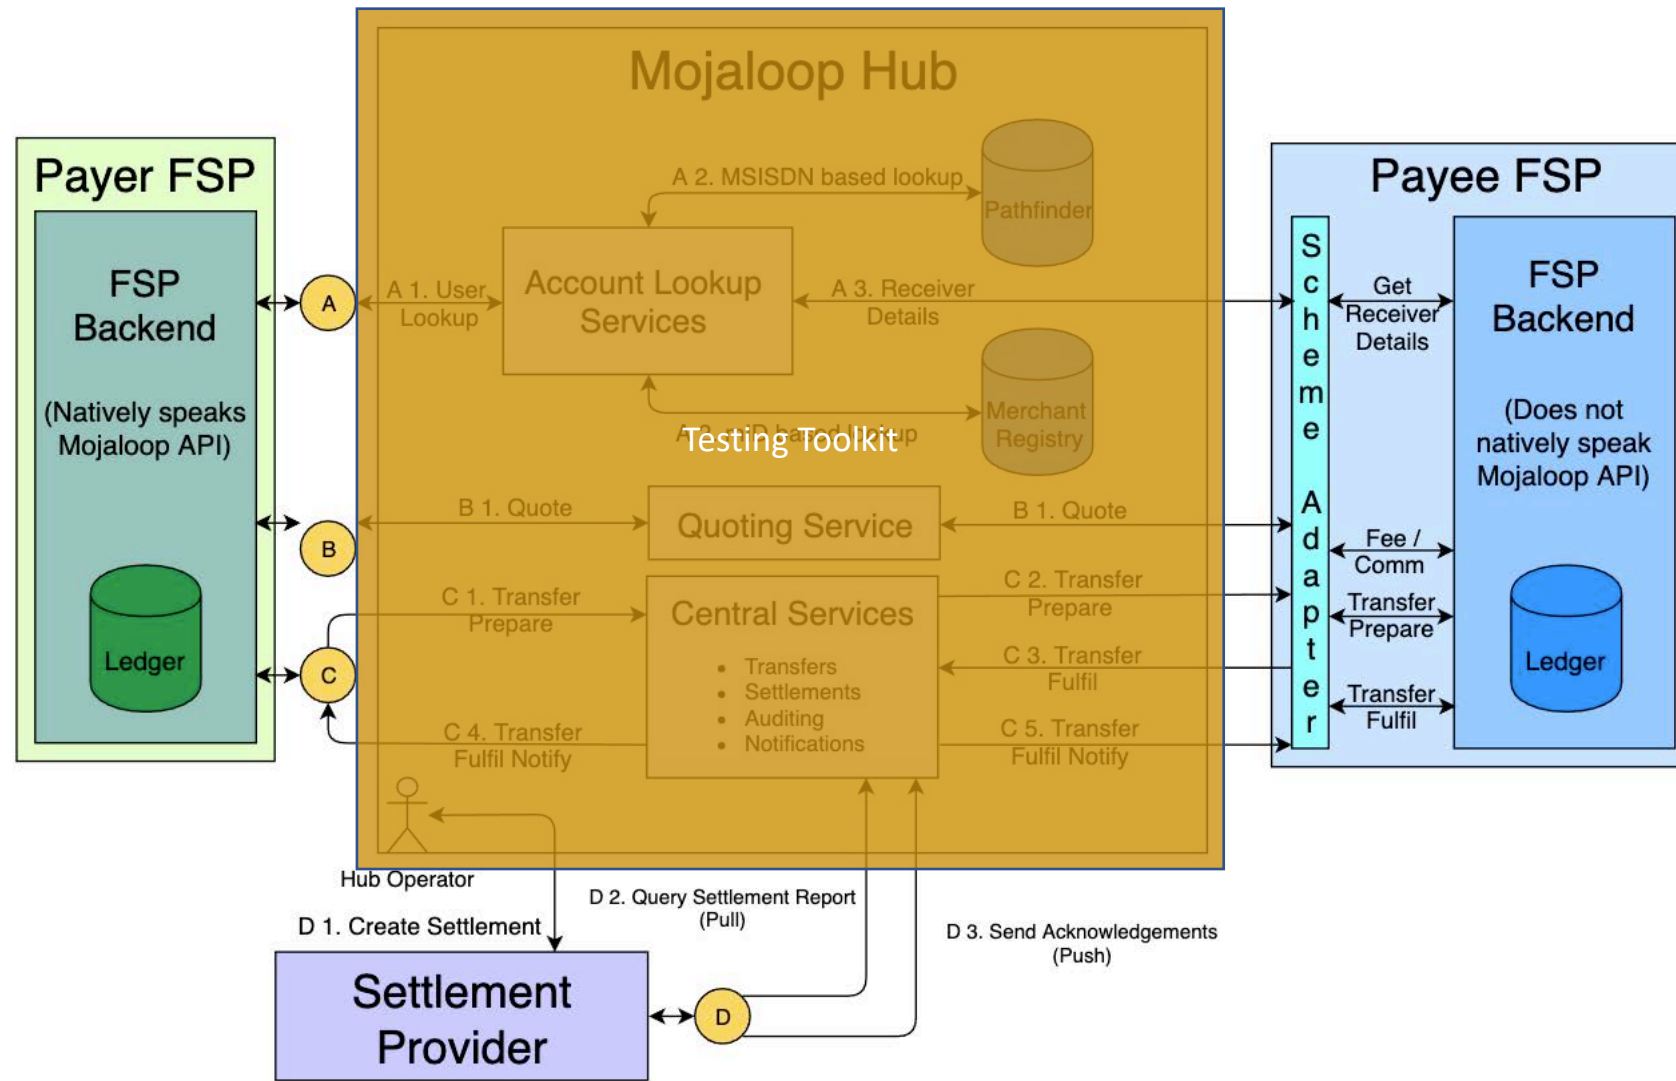 Mojaloop Hub
Payer FSP
FSP
Backend
(Natively speaks
Mojaloop API)
Ledger
A
B
C
A 1. User
Lookup
A 2. MSISDN based lookup
Pathfinder
Account Lookup
Services
A 3. Receiver
Details
Merchant
Registry
based lookup
Testing Toolkit
B 1. Quote
Quoting Service
B 1. Quote
C 1. Transfer
Prepare
Central Services
• Transfers
• Settlements
• Auditing
• Notifications
C 2. Transfer
Prepare
C 3. Transfer
Fulfil
C 4. Transfer
Fulfil Notify
C 5. Transfer
Fulfil Notify
Payee FSP
Scheme Adapter
Get
Receiver
Details
Fee /
Comm
Transfer
Prepare
Transfer
Fulfil
FSP
Backend
(Does not
natively speak
Mojaloop API)
Ledger
Hub Operator
D 1. Create Settlement
D 2. Query Settlement Report
(Pull)
D 3. Send Acknowledgements
(Push)
Settlement
Provider
D